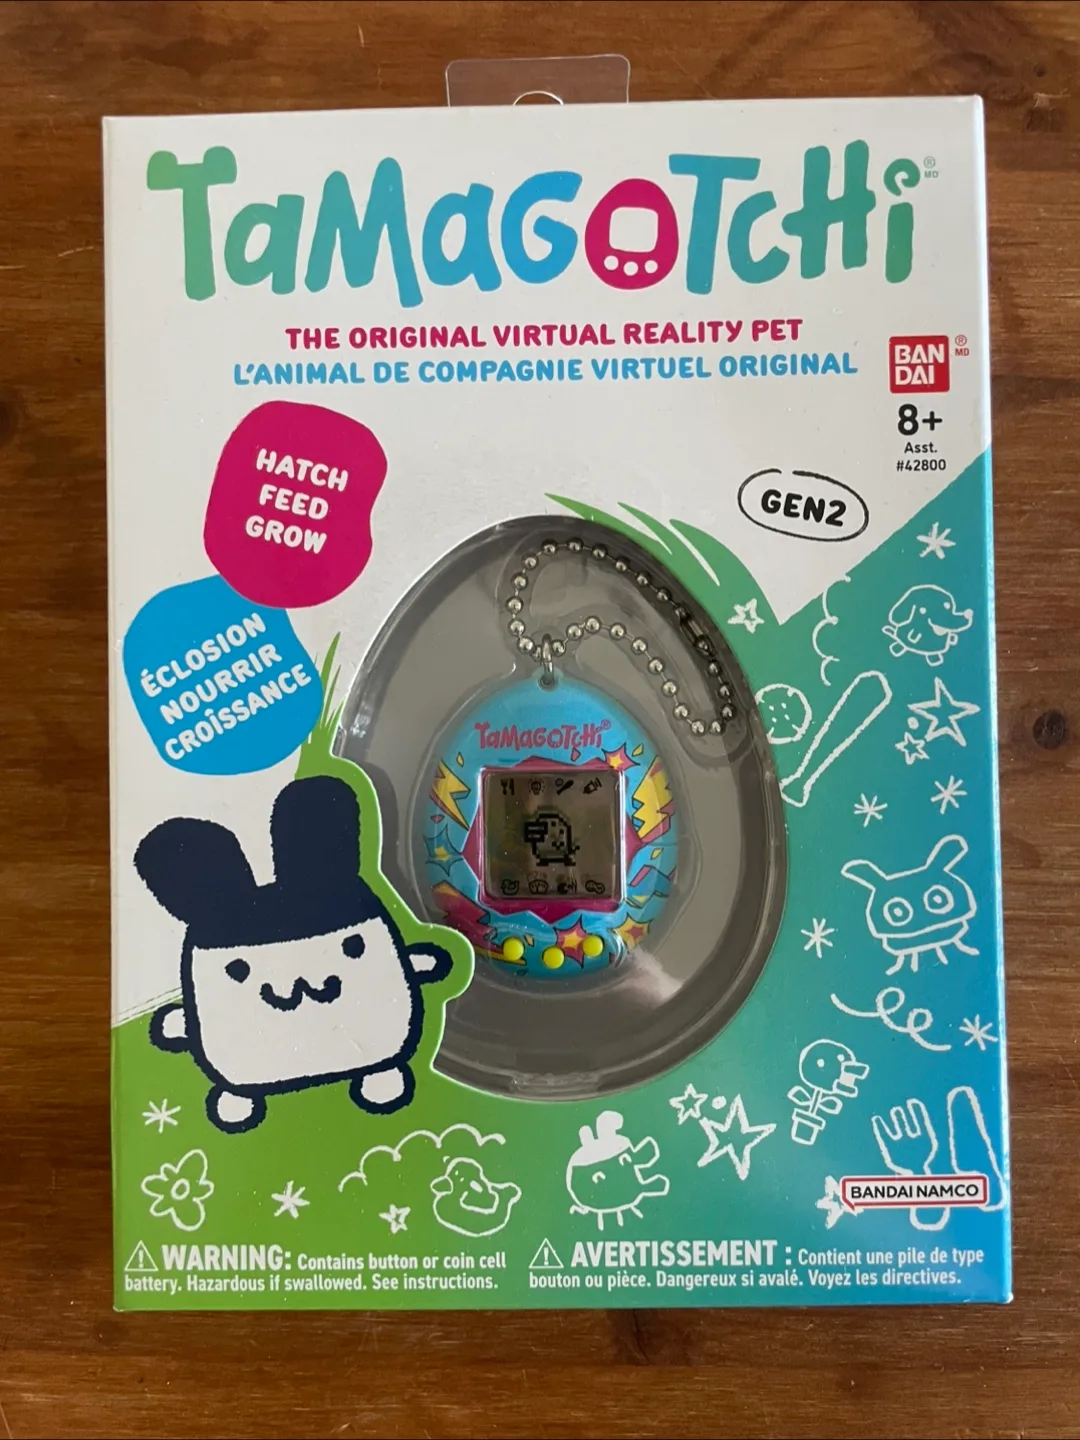 TaMaGOTCHi
® MD
THE ORIGINAL VIRTUAL REALITY PET
L'ANIMAL DE COMPAGNIE VIRTUEL ORIGINAL
BAN
DAI
® MD
8+
Asst.
#42800
HATCH
FEED
GROW
GEN2
ÉCLOSION
NOURRIR
CROÎSSANCE
TaMaGOTCHi®
BANDAI NAMCO
WARNING: Contains button or coin cell
battery. Hazardous if swallowed. See instructions.
AVERTISSEMENT : Contient une pile de type
bouton ou pièce. Dangereux si avalé. Voyez les directives.